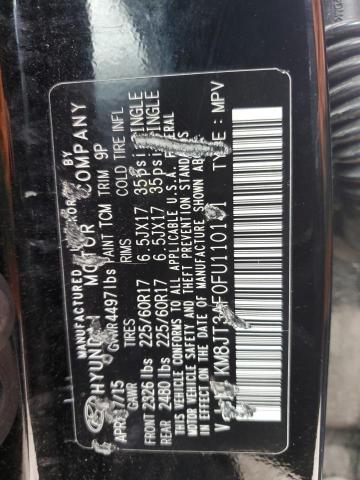 MANUFACTURED BY
HYUNDAI MOTOR COMPANY
APR/17/15 GVWR 4497lbs PAINT TCM TRIM 9P
GAWR TIRES RIMS COLD TIRE INFL
FRONT 2326 lbs 225/60R17 6.5JX17 35psi SINGLE
REAR 2480 lbs 225/60R17 6.5JX17 35psi SINGLE
THIS VEHICLE CONFORMS TO ALL APPLICABLE U.S.A. FEDERAL
MOTOR VEHICLE SAFETY AND THEFT PREVENTION STANDARDS
IN EFFECT ON THE DATE OF MANUFACTURE SHOWN ABOVE
TYPE : MPV